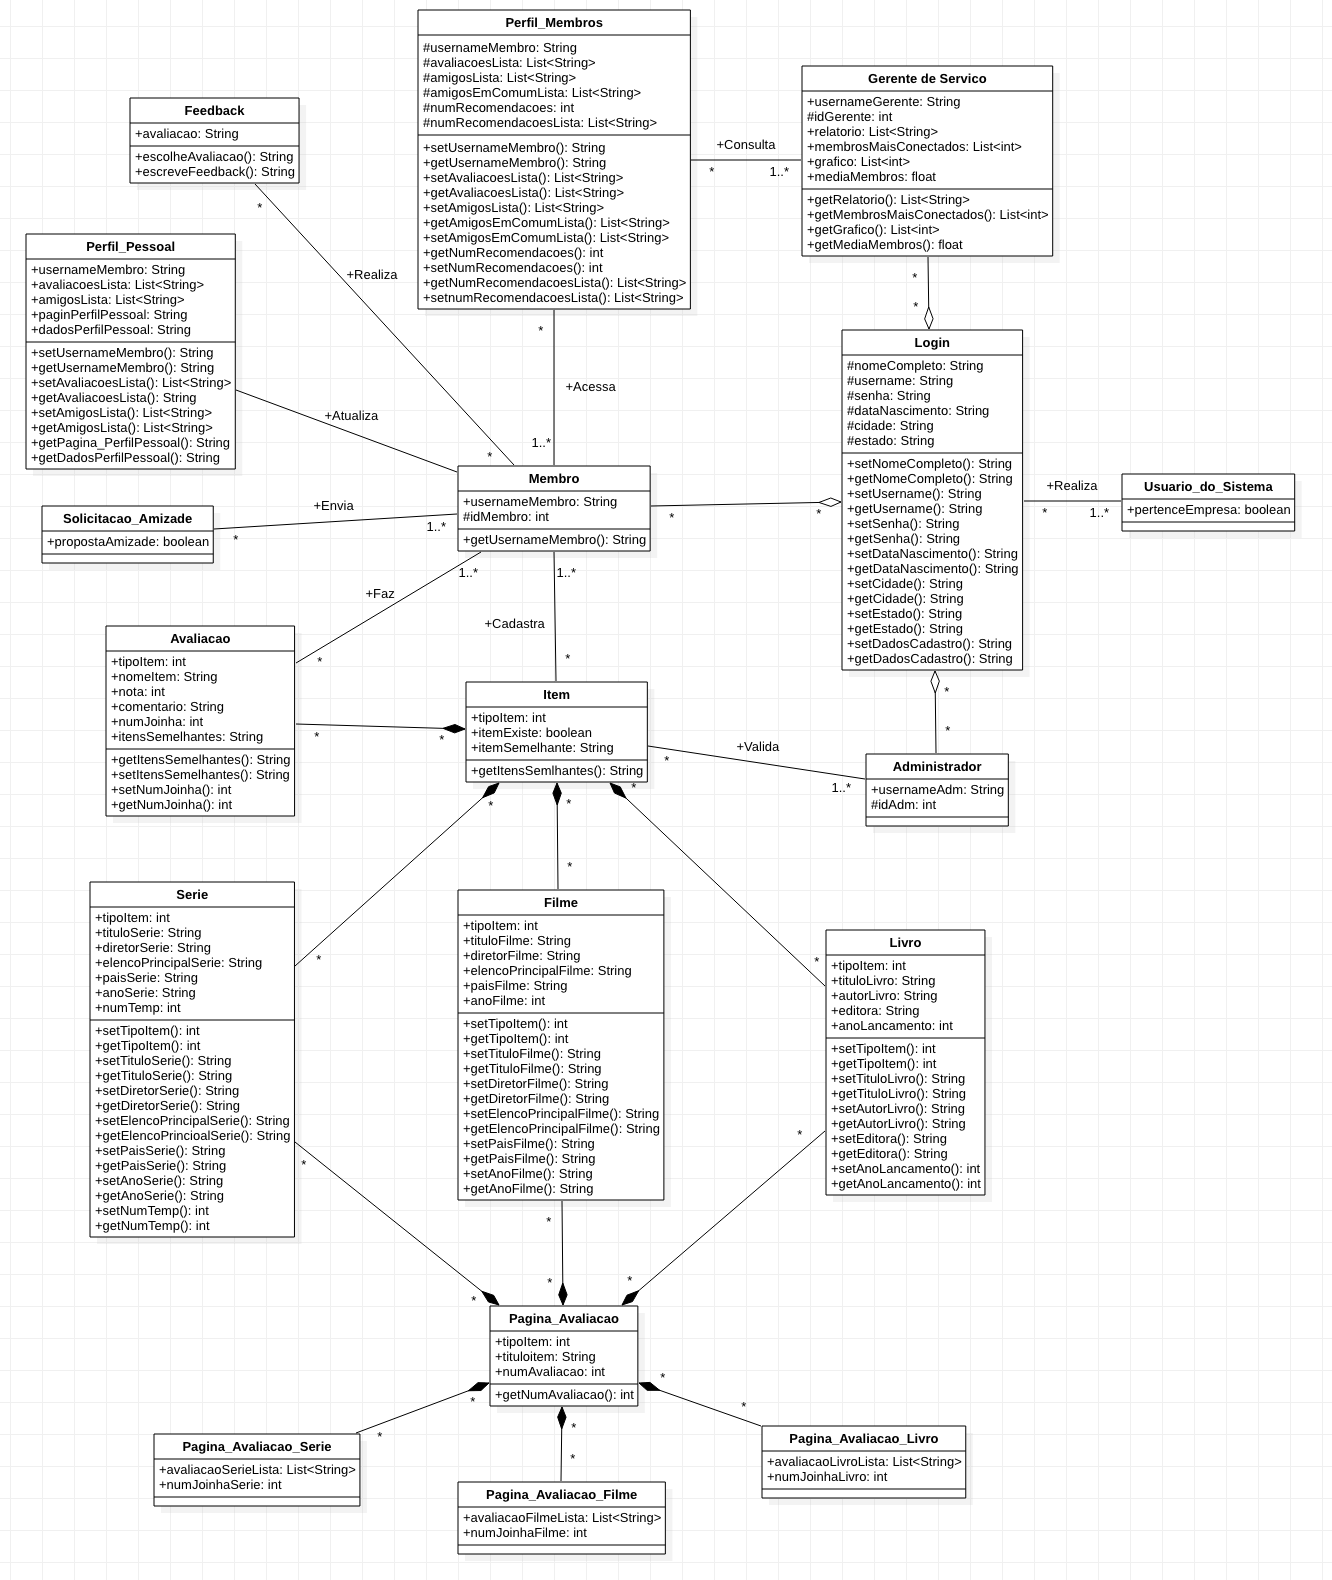 Perfil_Membros
#usernameMembro: String
#avaliacoesLista: List<String>
#amigosLista: List<String>
#amigosEmComumLista: List<String>
#numRecomendacoes: int
#numRecomendacoesLista: List<String>
+setUsernameMembro(): String
+getUsernameMembro(): String
+setAvaliacoesLista(): List<String>
+getAvaliacoesLista(): List<String>
+setAmigosLista(): List<String>
+getAmigosEmComumLista(): List<String>
+setAmigosEmComumLista(): List<String>
+getNumRecomendacoes(): int
+setNumRecomendacoes(): int
+getNumRecomendacoesLista(): List<String>
+setnumRecomendacoesLista(): List<String>
+Consulta
*
1..*
Gerente de Servico
+usernameGerente: String
#idGerente: int
+relatorio: List<String>
+membrosMaisConectados: List<int>
+grafico: List<int>
+mediaMembros: float
+getRelatorio(): List<String>
+getMembrosMaisConectados(): List<int>
+getGrafico(): List<int>
+getMediaMembros(): float
*
*
Feedback
+avaliacao: String
+escolheAvaliacao(): String
+escreveFeedback(): String
*
+Realiza
*
Perfil_Pessoal
+usernameMembro: String
+avaliacoesLista: List<String>
+amigosLista: List<String>
+paginPerfilPessoal: String
+dadosPerfilPessoal: String
+setUsernameMembro(): String
+getUsernameMembro(): String
+setAvaliacoesLista(): List<String>
+getAvaliacoesLista(): String
+setAmigosLista(): List<String>
+getAmigosLista(): List<String>
+getPagina_PerfilPessoal(): String
+getDadosPerfilPessoal(): String
+Atualiza
*
+Acessa
1..*
Login
#nomeCompleto: String
#username: String
#senha: String
#dataNascimento: String
#cidade: String
#estado: String
+setNomeCompleto(): String
+getNomeCompleto(): String
+setUsername(): String
+getUsername(): String
+setSenha(): String
+getSenha(): String
+setDataNascimento(): String
+getDataNascimento(): String
+setCidade(): String
+getCidade(): String
+setEstado(): String
+getEstado(): String
+setDadosCadastro(): String
+getDadosCadastro(): String
+Realiza
*
1..*
Usuario_do_Sistema
+pertenceEmpresa: boolean
Membro
+usernameMembro: String
#idMembro: int
+getUsernameMembro(): String
*
*
Solicitacao_Amizade
+propostaAmizade: boolean
+Envia
*
1..*
1..*
+Faz
*
1..*
+Cadastra
*
Avaliacao
+tipoItem: int
+nomeItem: String
+nota: int
+comentario: String
+numJoinha: int
+itensSemelhantes: String
+getItensSemelhantes(): String
+setItensSemelhantes(): String
+setNumJoinha(): int
+getNumJoinha(): int
*
*
Item
+tipoItem: int
+itemExiste: boolean
+itemSemelhante: String
+getItensSemlhantes(): String
*
+Valida
1..*
*
*
Administrador
+usernameAdm: String
#idAdm: int
*
*
*
*
*
*
Serie
+tipoItem: int
+tituloSerie: String
+diretorSerie: String
+elencoPrincipalSerie: String
+paisSerie: String
+anoSerie: String
+numTemp: int
+setTipoItem(): int
+getTipoItem(): int
+setTituloSerie(): String
+getTituloSerie(): String
+setDiretorSerie(): String
+getDiretorSerie(): String
+setElencoPrincipalSerie(): String
+getElencoPrincioalSerie(): String
+setPaisSerie(): String
+getPaisSerie(): String
+setAnoSerie(): String
+getAnoSerie(): String
+setNumTemp(): int
+getNumTemp(): int
Filme
+tipoItem: int
+tituloFilme: String
+diretorFilme: String
+elencoPrincipalFilme: String
+paisFilme: String
+anoFilme: int
+setTipoItem(): int
+getTipoItem(): int
+setTituloFilme(): String
+getTituloFilme(): String
+setDiretorFilme(): String
+getDiretorFilme(): String
+setElencoPrincipalFilme(): String
+getElencoPrincipalFilme(): String
+setPaisFilme(): String
+getPaisFilme(): String
+setAnoFilme(): String
+getAnoFilme(): String
Livro
+tipoItem: int
+tituloLivro: String
+autorLivro: String
+editora: String
+anoLancamento: int
+setTipoItem(): int
+getTipoItem(): int
+setTituloLivro(): String
+getTituloLivro(): String
+setAutorLivro(): String
+getAutorLivro(): String
+setEditora(): String
+getEditora(): String
+setAnoLancamento(): int
+getAnoLancamento(): int
*
*
*
*
*
*
Pagina_Avaliacao
+tipoItem: int
+tituloitem: String
+numAvaliacao: int
+getNumAvaliacao(): int
*
*
*
*
*
*
Pagina_Avaliacao_Serie
+avaliacaoSerieLista: List<String>
+numJoinhaSerie: int
Pagina_Avaliacao_Filme
+avaliacaoFilmeLista: List<String>
+numJoinhaFilme: int
Pagina_Avaliacao_Livro
+avaliacaoLivroLista: List<String>
+numJoinhaLivro: int